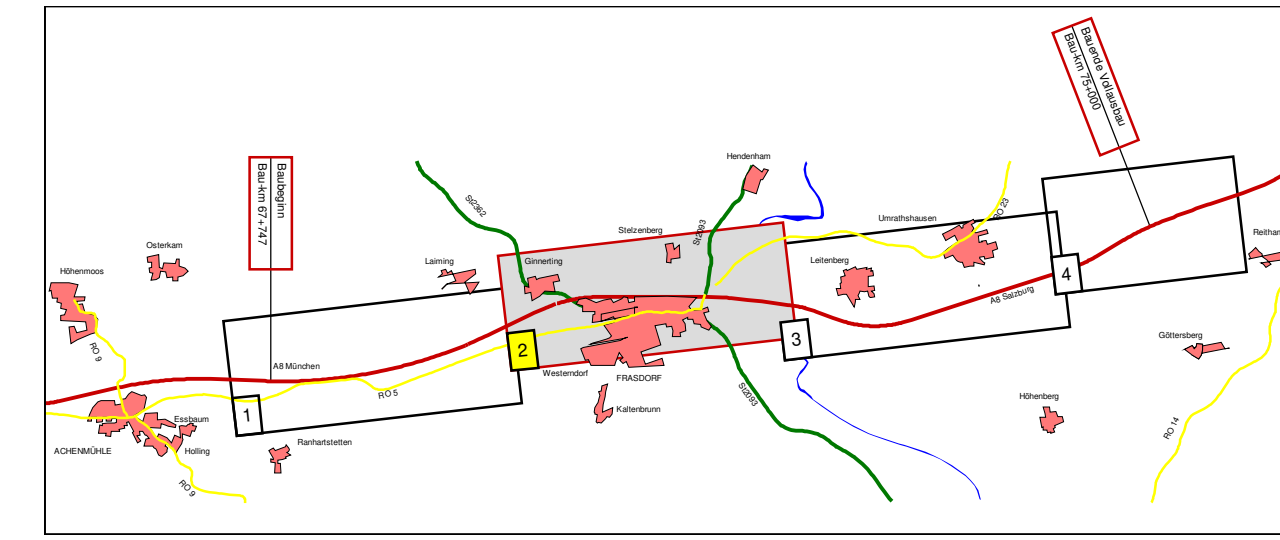 Bauende Vollausbau
Bau-km 75+000
Baubeginn
Bau-km 67+747
Hendenham
St2362
St2093
RO 23
Umrathshausen
Stelzenberg
Osterkam
Höhenmoos
Laiming
Ginnerting
Leitenberg
Reitham
4
A8 Salzburg
3
2
Göttersberg
RO 9
A8 München
Westerndorf
FRASDORF
RO 5
St2093
Kaltenbrunn
Höhenberg
1
Essbaum
RO 14
ACHENMÜHLE
Holling
Ranhartstetten
RO 9